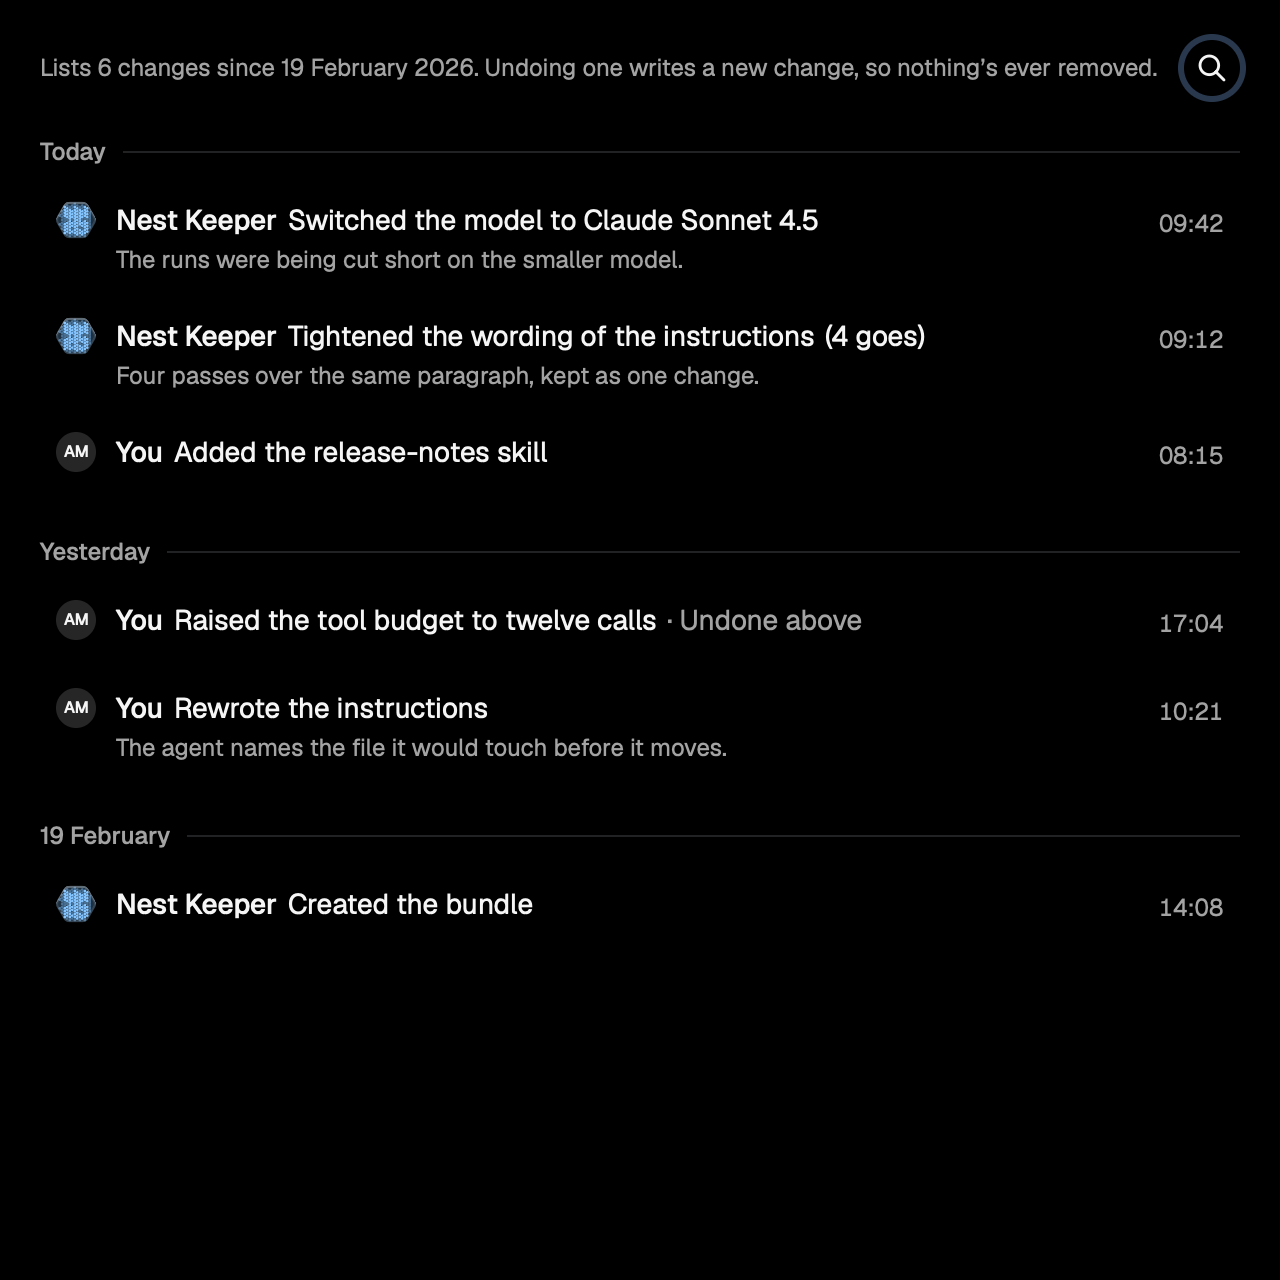 Lists 6 changes since 19 February 2026. Undoing one writes a new change, so nothing’s ever removed.
Today
Nest Keeper Switched the model to Claude Sonnet 4.5 09:42
The runs were being cut short on the smaller model.
Nest Keeper Tightened the wording of the instructions (4 goes) 09:12
Four passes over the same paragraph, kept as one change.
AM You Added the release-notes skill 08:15
Yesterday
AM You Raised the tool budget to twelve calls · Undone above 17:04
AM You Rewrote the instructions 10:21
The agent names the file it would touch before it moves.
19 February
Nest Keeper Created the bundle 14:08